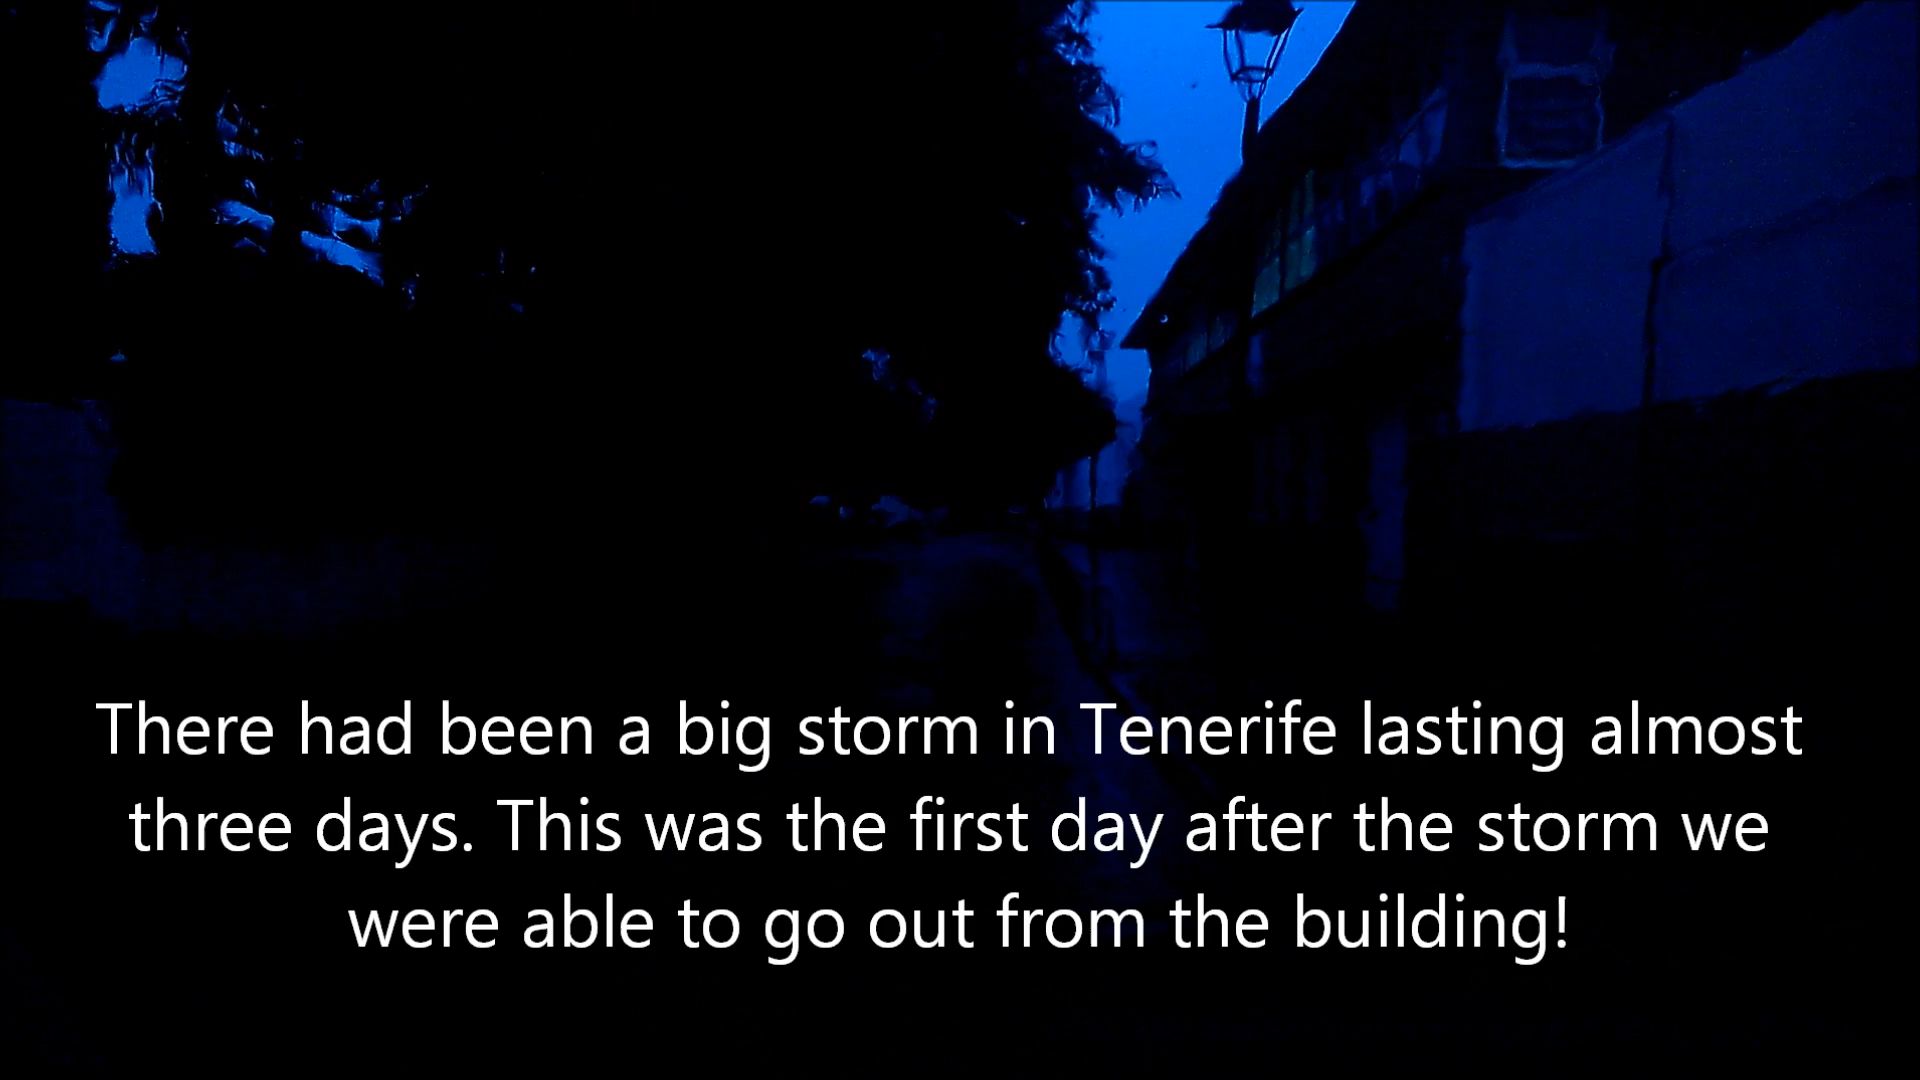 There had been a big storm in Tenerife lasting almost
three days. This was the first day after the storm we
were able to go out from the building!